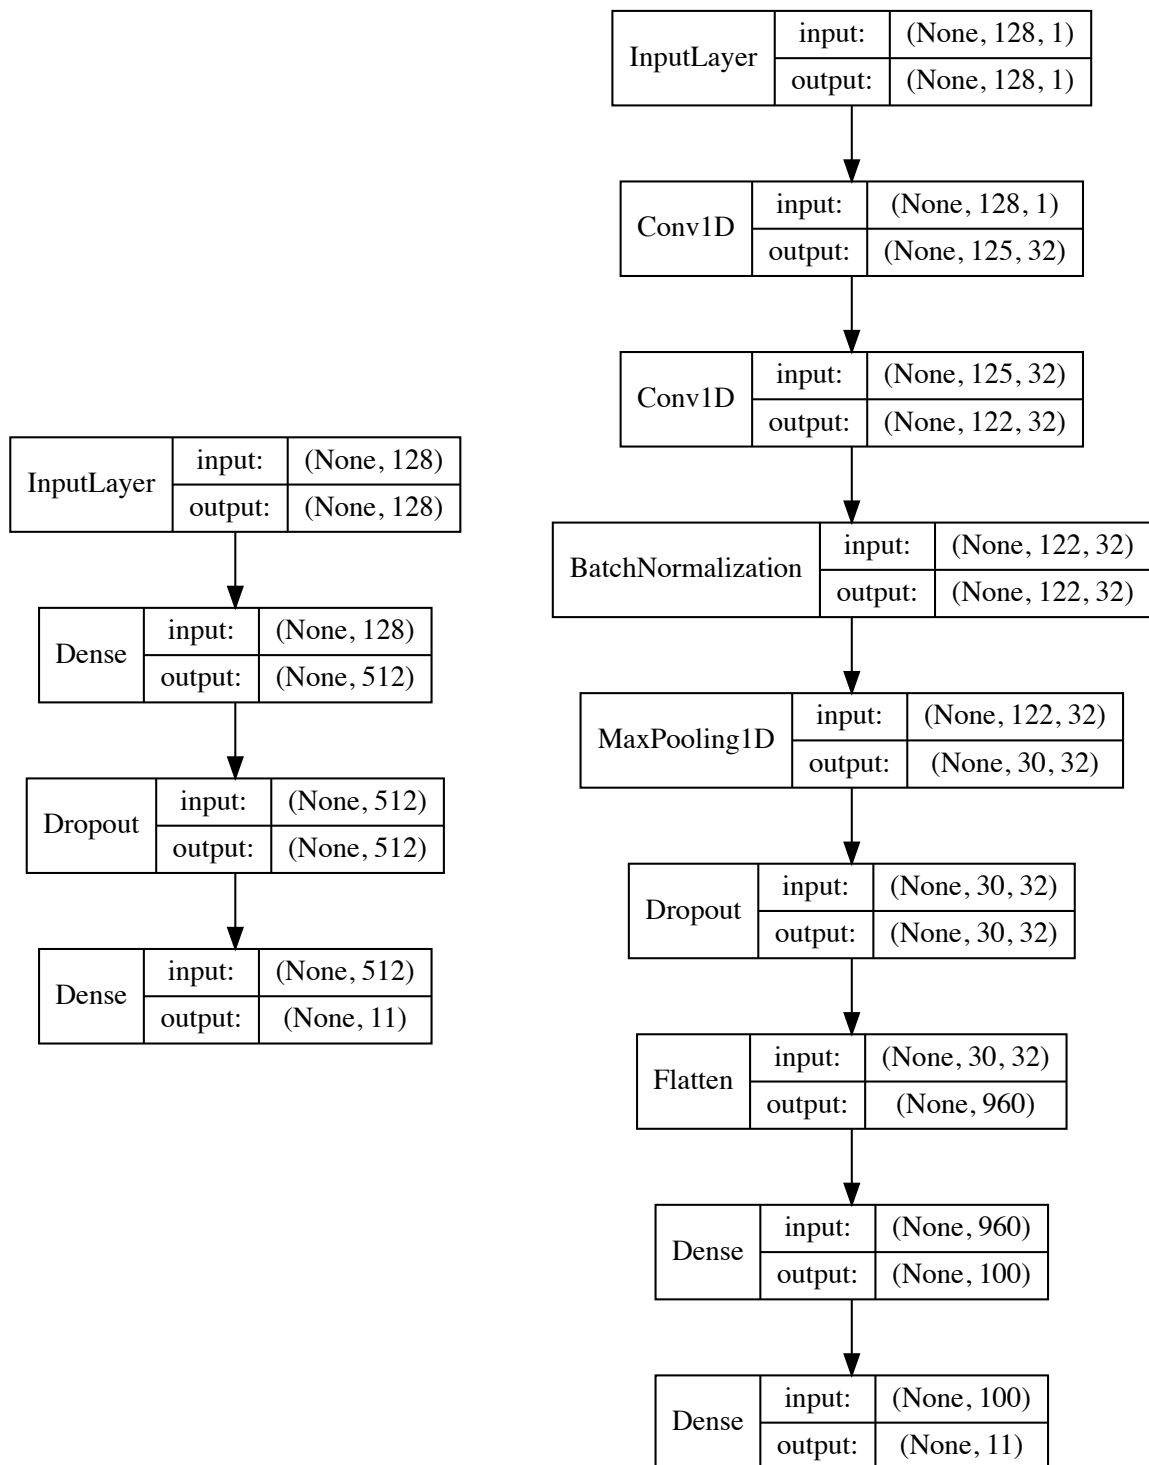 InputLayer
input: (None, 128)
output: (None, 128)
Dense
input: (None, 128)
output: (None, 512)
Dropout
input: (None, 512)
output: (None, 512)
Dense
input: (None, 512)
output: (None, 11)
InputLayer
input: (None, 128, 1)
output: (None, 128, 1)
Conv1D
input: (None, 128, 1)
output: (None, 125, 32)
Conv1D
input: (None, 125, 32)
output: (None, 122, 32)
BatchNormalization
input: (None, 122, 32)
output: (None, 122, 32)
MaxPooling1D
input: (None, 122, 32)
output: (None, 30, 32)
Dropout
input: (None, 30, 32)
output: (None, 30, 32)
Flatten
input: (None, 30, 32)
output: (None, 960)
Dense
input: (None, 960)
output: (None, 100)
Dense
input: (None, 100)
output: (None, 11)